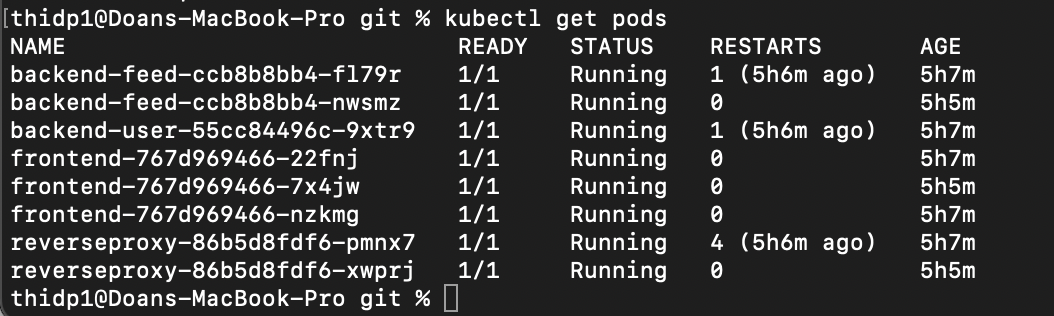 [thidp1@Doans-MacBook-Pro git % kubectl get pods
NAME READY STATUS RESTARTS AGE
backend-feed-ccb8b8bb4-fl79r 1/1 Running 1 (5h6m ago) 5h7m
backend-feed-ccb8b8bb4-nwsmz 1/1 Running 0 5h5m
backend-user-55cc84496c-9xtr9 1/1 Running 1 (5h6m ago) 5h7m
frontend-767d969466-22fnj 1/1 Running 0 5h7m
frontend-767d969466-7x4jw 1/1 Running 0 5h5m
frontend-767d969466-nzkmg 1/1 Running 0 5h7m
reverseproxy-86b5d8fdf6-pmnx7 1/1 Running 4 (5h6m ago) 5h7m
reverseproxy-86b5d8fdf6-xwprj 1/1 Running 0 5h5m
thidp1@Doans-MacBook-Pro git %